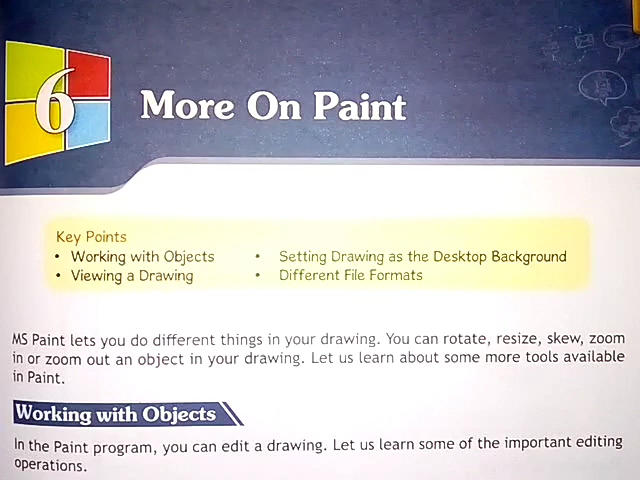 6
More On Paint
Key Points
• Working with Objects
• Setting Drawing as the Desktop Background
• Viewing a Drawing
• Different File Formats
MS Paint lets you do different things in your drawing. You can rotate, resize, skew, zoom
in or zoom out an object in your drawing. Let us learn about some more tools available
in Paint.
Working with Objects
In the Paint program, you can edit a drawing. Let us learn some of the important editing
operations.